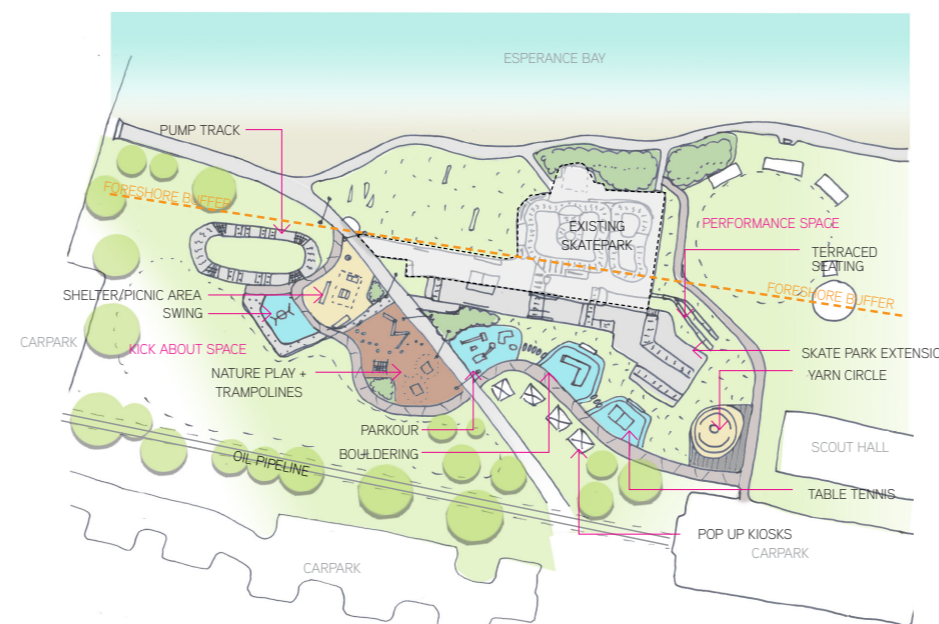 ESPERANCE BAY
PUMP TRACK
FORESHORE BUFFER
EXISTING
SKATEPARK
PERFORMANCE SPACE
TERRACED
SEATING
FORESHORE BUFFER
SHELTER/PICNIC AREA
SWING
CARPARK
KICK ABOUT SPACE
SKATE PARK EXTENSIO
NATURE PLAY +
TRAMPOLINES
YARN CIRCLE
PARKOUR
BOULDERING
SCOUT HALL
OIL PIPELINE
TABLE TENNIS
POP UP KIOSKS
CARPARK
CARPARK